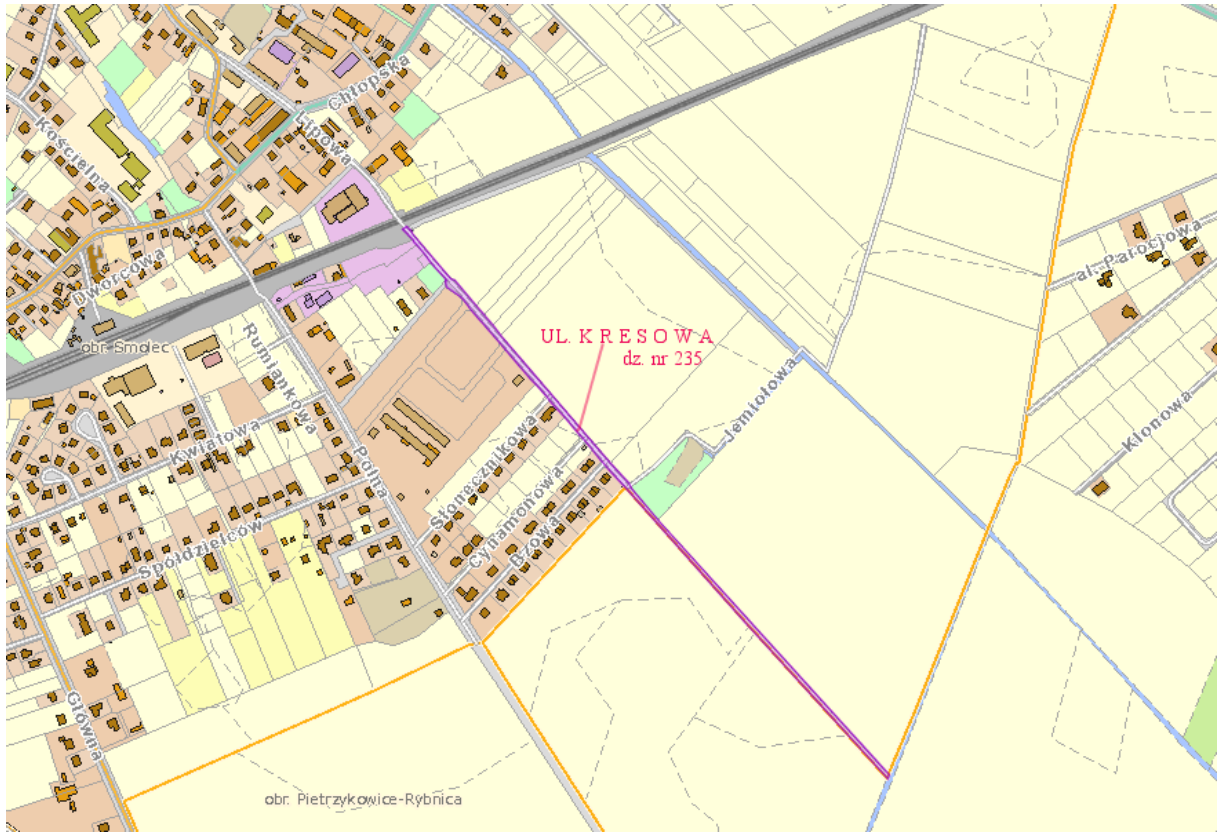 Chłopska
Lipowa
Kościelna
Dworcowa
al. Parocjowa
UL. K R E S O W A
dz. nr 235
obr. Smolec
Rumiankowa
Jemiołowa
Klonowa
Kwiatowa
Polna
Słonecznikowa
Cynamonowa
Brzowa
Spółdzielców
Główna
obr. Pietrzykowice-Rybnica